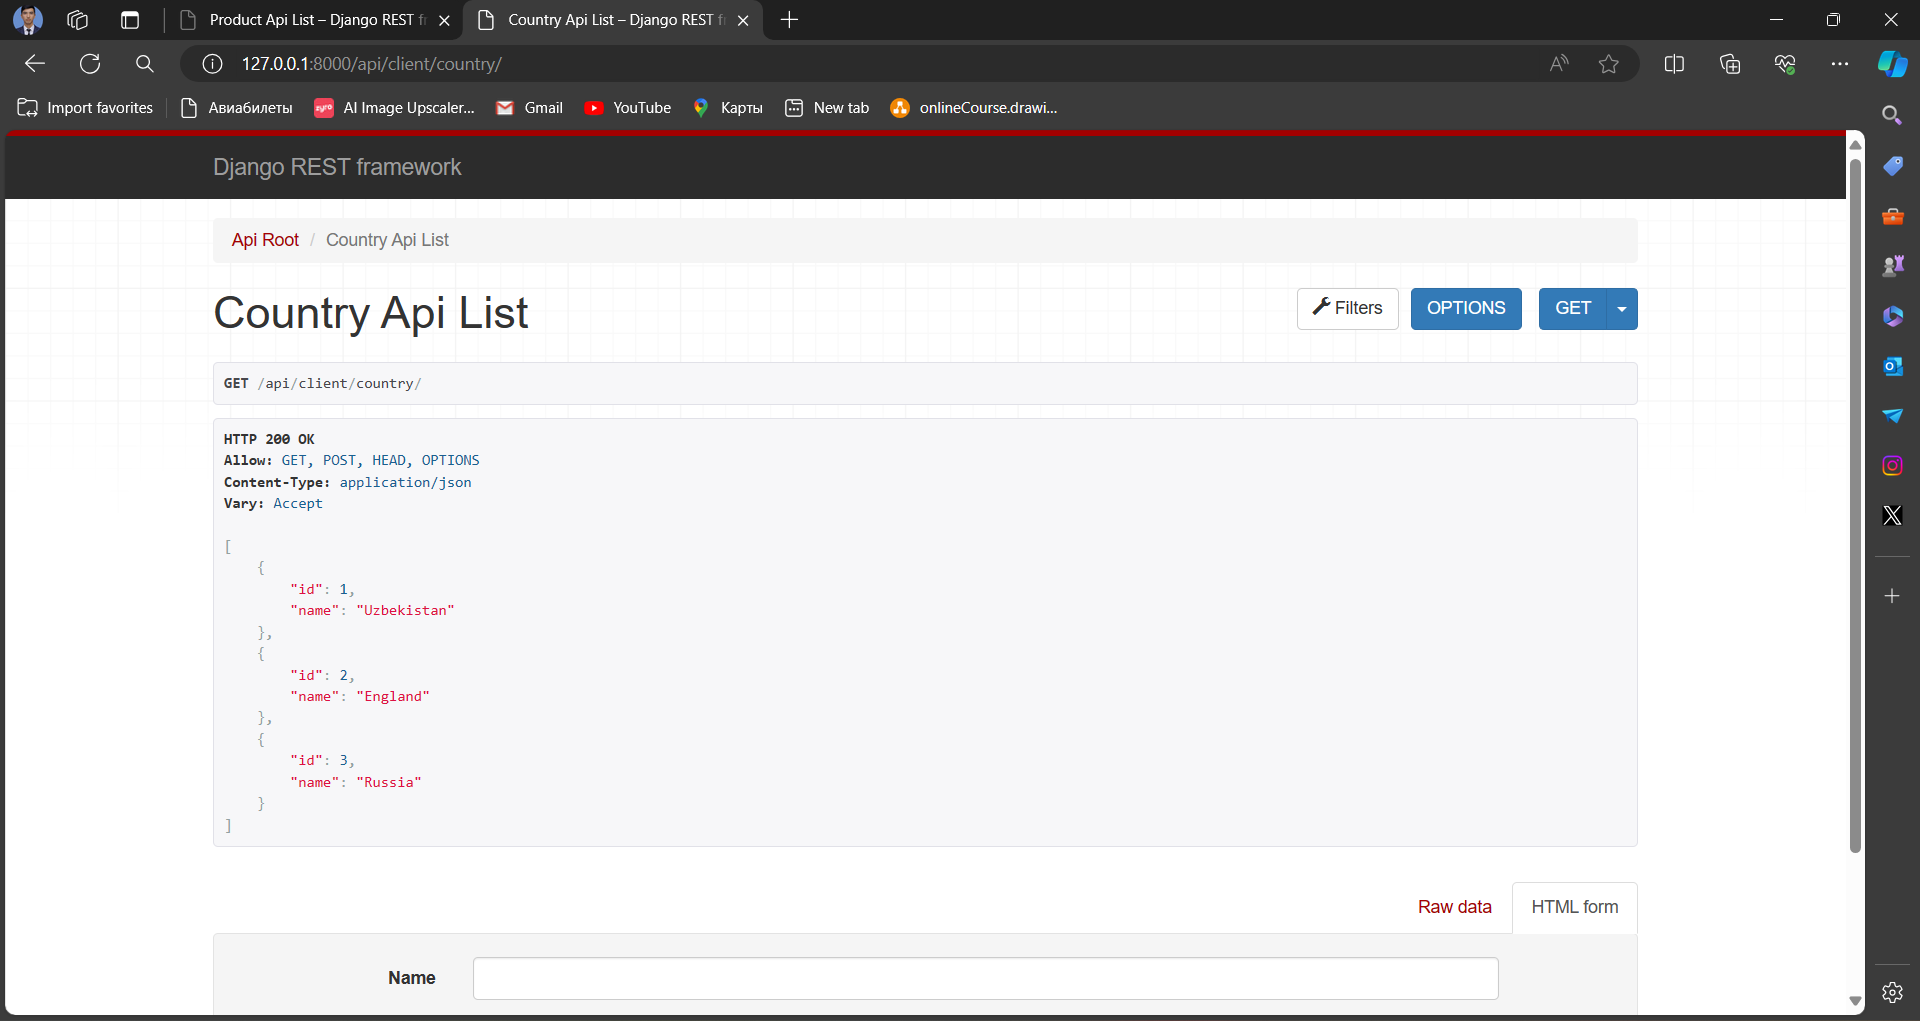 Product Api List – Django REST f
Country Api List – Django REST f
127.0.0.1:8000/api/client/country/
Import favorites
Авиабилеты
zyro
AI Image Upscaler...
Gmail
YouTube
Карты
New tab
onlineCourse.drawi...
Django REST framework
Api Root / Country Api List
Country Api List
Filters
OPTIONS
GET
GET /api/client/country/
HTTP 200 OK
Allow: GET, POST, HEAD, OPTIONS
Content-Type: application/json
Vary: Accept
[
{
"id": 1,
"name": "Uzbekistan"
},
{
"id": 2,
"name": "England"
},
{
"id": 3,
"name": "Russia"
}
]
Raw data
HTML form
Name